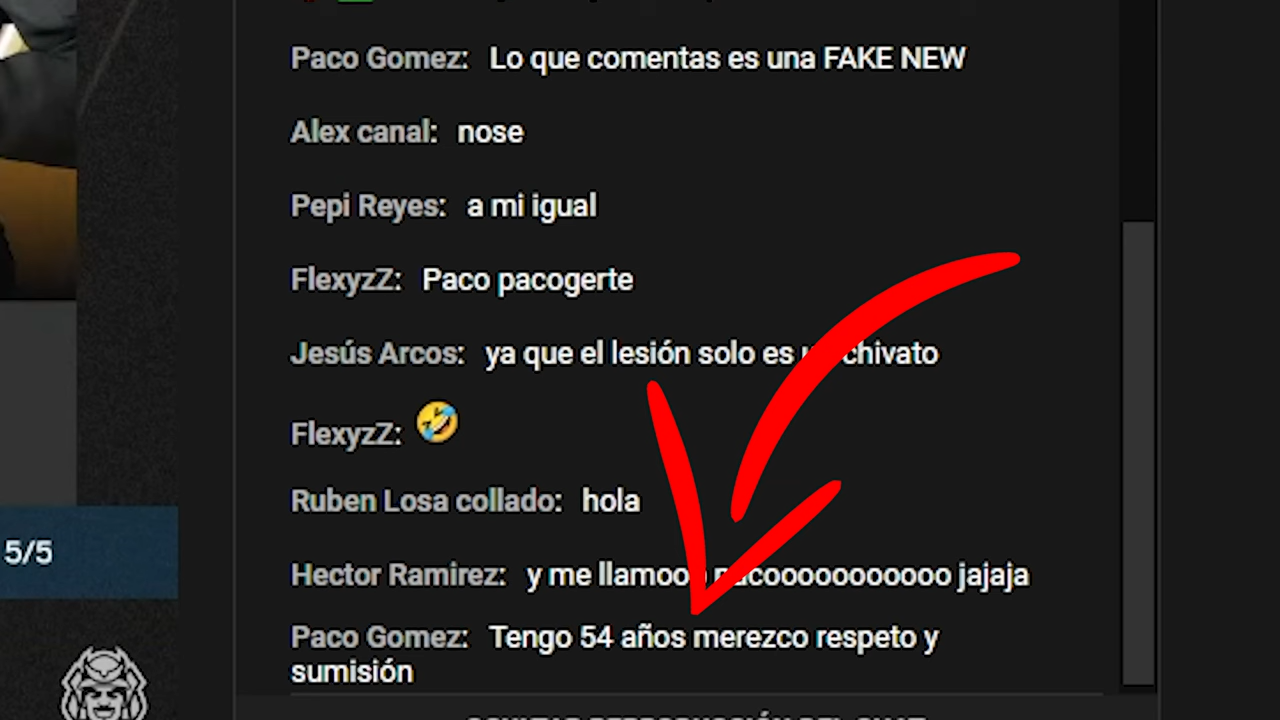 Paco Gomez: Lo que comentas es una FAKE NEW
Alex canal: nose
Pepi Reyes: a mi igual
FlexyzZ: Paco pacogerte
Jesús Arcos: ya que el lesión solo es chivato
FlexyzZ: 🤣
Ruben Losa collado: hola
Hector Ramirez: y me llamooo pacooooooooooo jajaja
Paco Gomez: Tengo 54 años merezco respeto y
sumisión
5/5